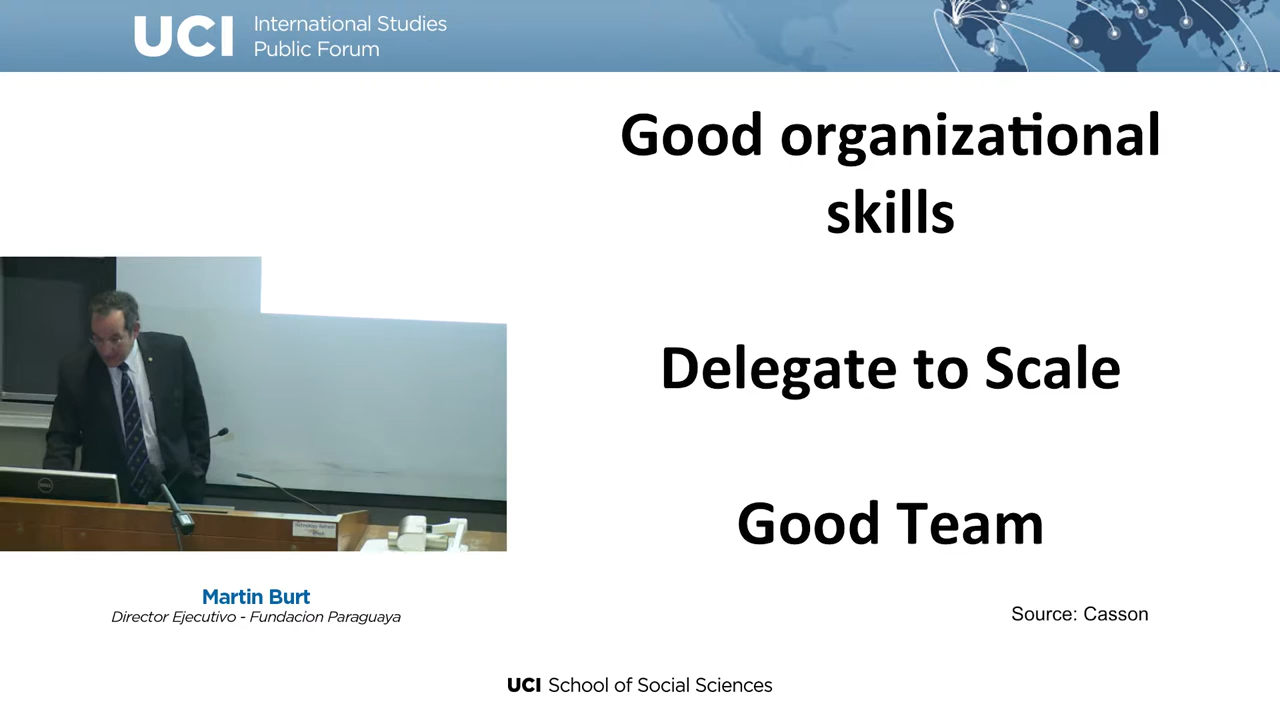 UCI International Studies
Public Forum
Good organizational
skills
Delegate to Scale
Good Team
DELL
Martin Burt
Director Ejecutivo - Fundacion Paraguaya
Source: Casson
UCI School of Social Sciences